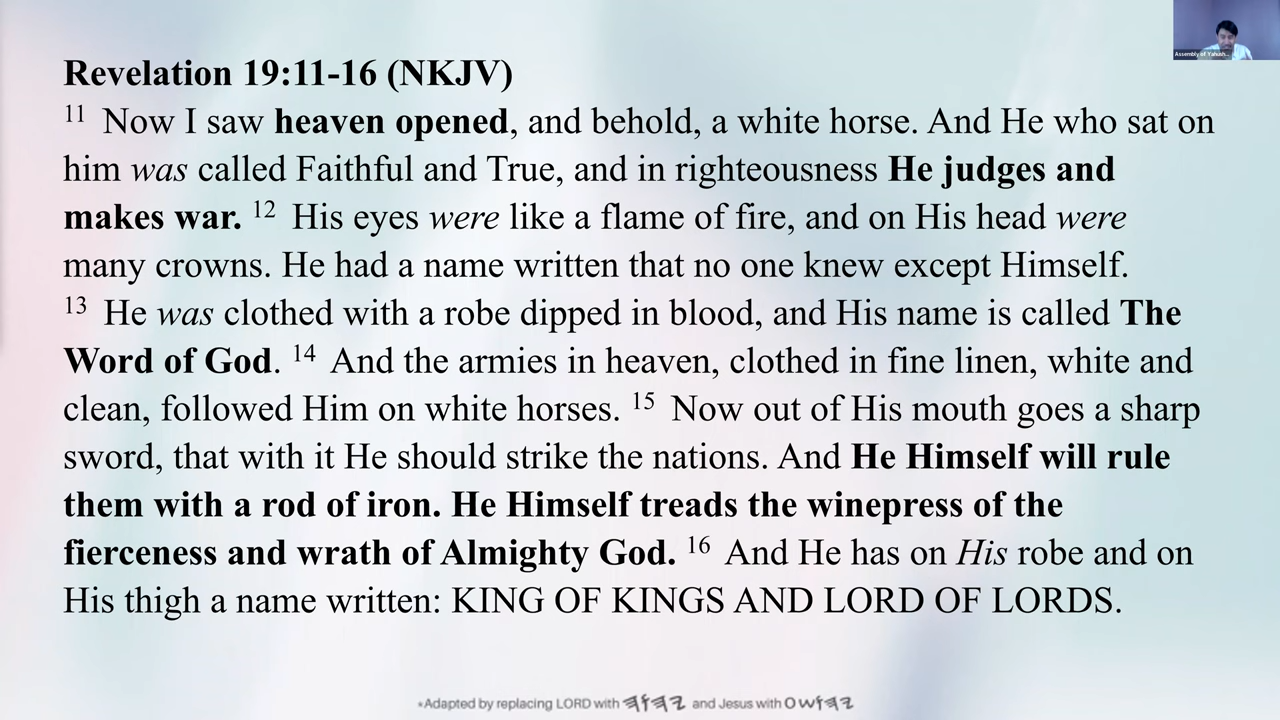 Revelation 19:11-16 (NKJV)
11 Now I saw heaven opened, and behold, a white horse. And He who sat on
him was called Faithful and True, and in righteousness He judges and
makes war. 12 His eyes were like a flame of fire, and on His head were
many crowns. He had a name written that no one knew except Himself.
13 He was clothed with a robe dipped in blood, and His name is called The
Word of God. 14 And the armies in heaven, clothed in fine linen, white and
clean, followed Him on white horses. 15 Now out of His mouth goes a sharp
sword, that with it He should strike the nations. And He Himself will rule
them with a rod of iron. He Himself treads the winepress of the
fierceness and wrath of Almighty God. 16 And He has on His robe and on
His thigh a name written: KING OF KINGS AND LORD OF LORDS.
*Adapted by replacing LORD with 𐤉𐤄𐤅𐤄 and Jesus with 𐤉𐤄𐤅𐤔𐤏
Assembly of Yahush...